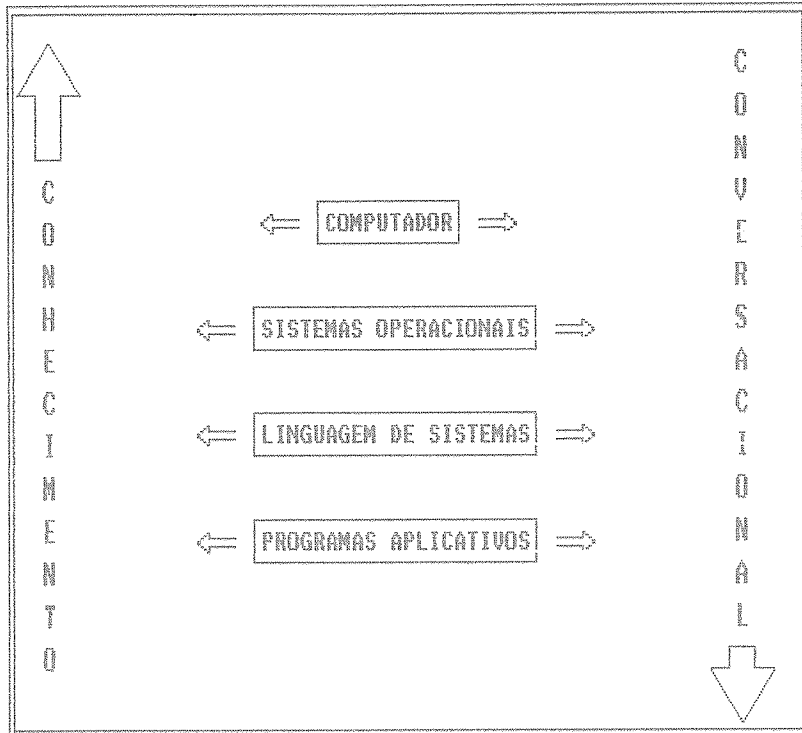 CONHECIMENTO
COMPUTADOR
SISTEMAS OPERACIONAIS
LINGUAGEM DE SISTEMAS
PROGRAMAS APLICATIVOS
CONVERSACIONAL